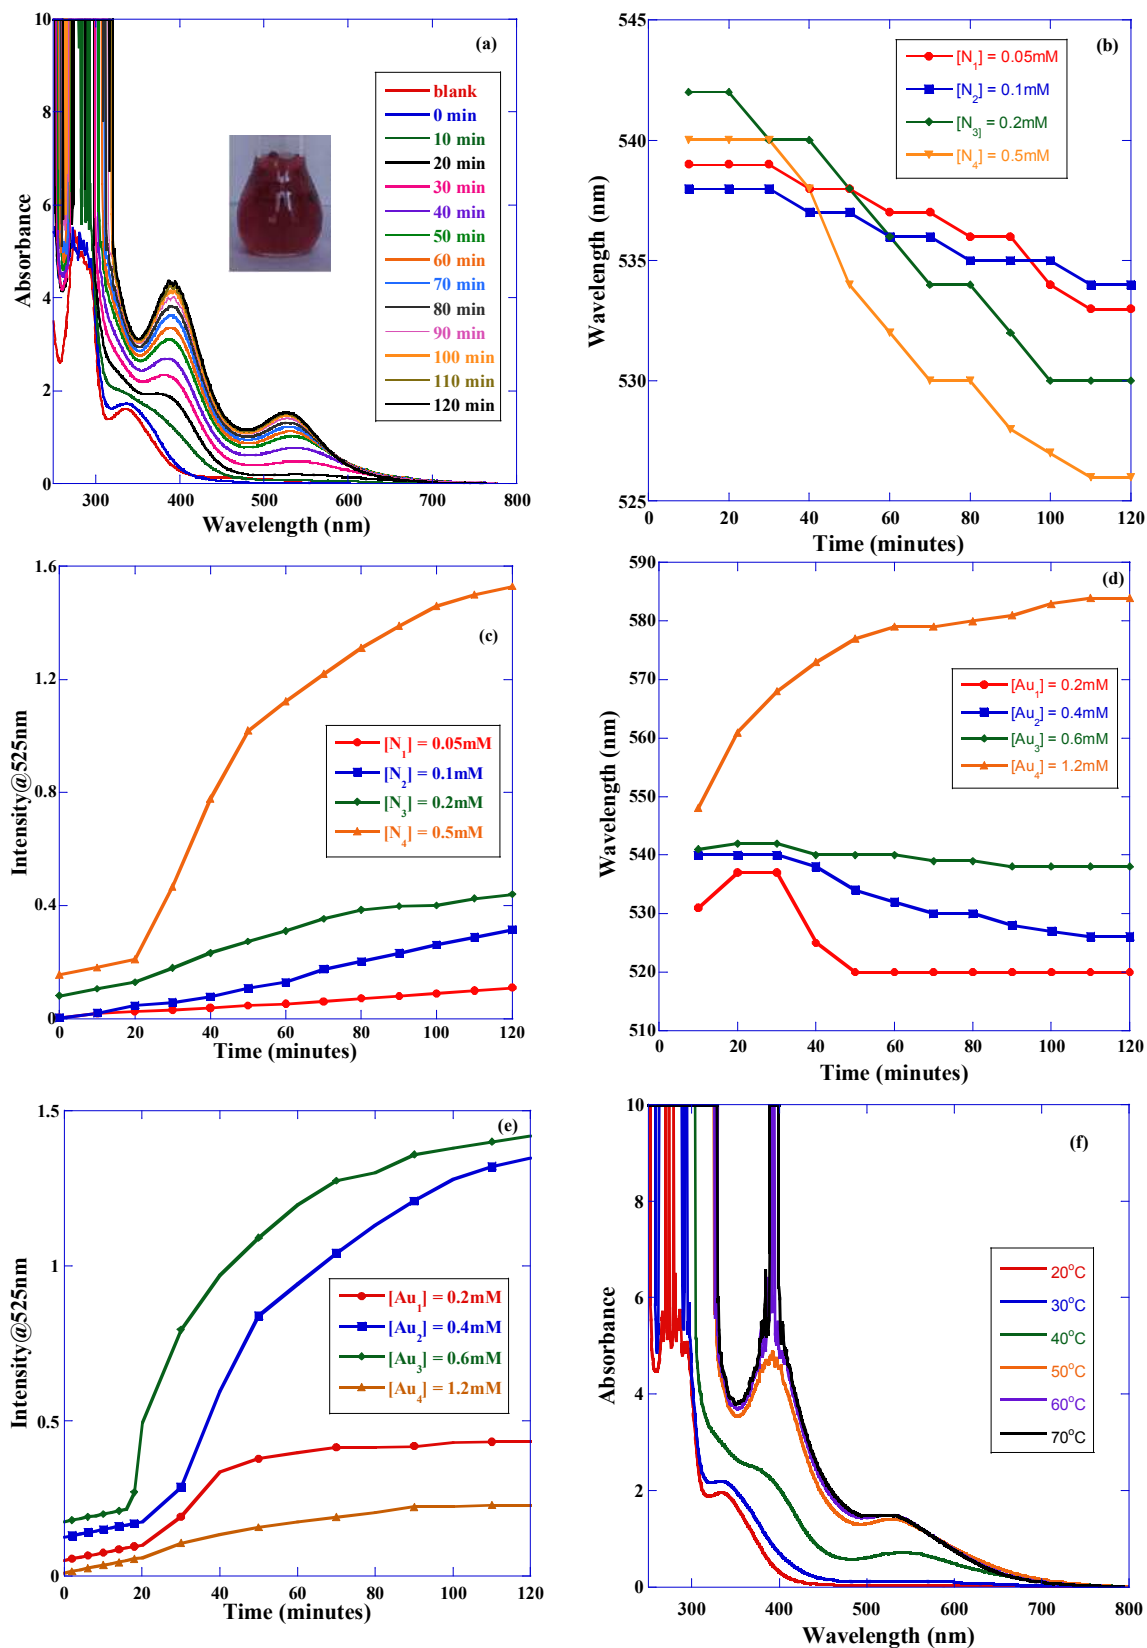 (a)
10
8
6
4
2
0
300 400 500 600 700 800
Absorbance
Wavelength (nm)
blank
0 min
10 min
20 min
30 min
40 min
50 min
60 min
70 min
80 min
90 min
100 min
110 min
120 min
(b)
545
540
535
530
525
0 20 40 60 80 100 120
Wavelength (nm)
Time (minutes)
[N1] = 0.05mM
[N2] = 0.1mM
[N3] = 0.2mM
[N4] = 0.5mM
(c)
1.6
1.2
0.8
0.4
0
0 20 40 60 80 100 120
Intensity@525nm
Time (minutes)
[N1] = 0.05mM
[N2] = 0.1mM
[N3] = 0.2mM
[N4] = 0.5mM
(d)
590
580
570
560
550
540
530
520
510
0 20 40 60 80 100 120
Wavelength (nm)
Time (minutes)
[Au1] = 0.2mM
[Au2] = 0.4mM
[Au3] = 0.6mM
[Au4] = 1.2mM
(e)
1.5
1
0.5
0
0 20 40 60 80 100 120
Intensity@525nm
Time (minutes)
[Au1] = 0.2mM
[Au2] = 0.4mM
[Au3] = 0.6mM
[Au4] = 1.2mM
(f)
10
8
6
4
2
0
300 400 500 600 700 800
Absorbance
Wavelength (nm)
20°C
30°C
40°C
50°C
60°C
70°C